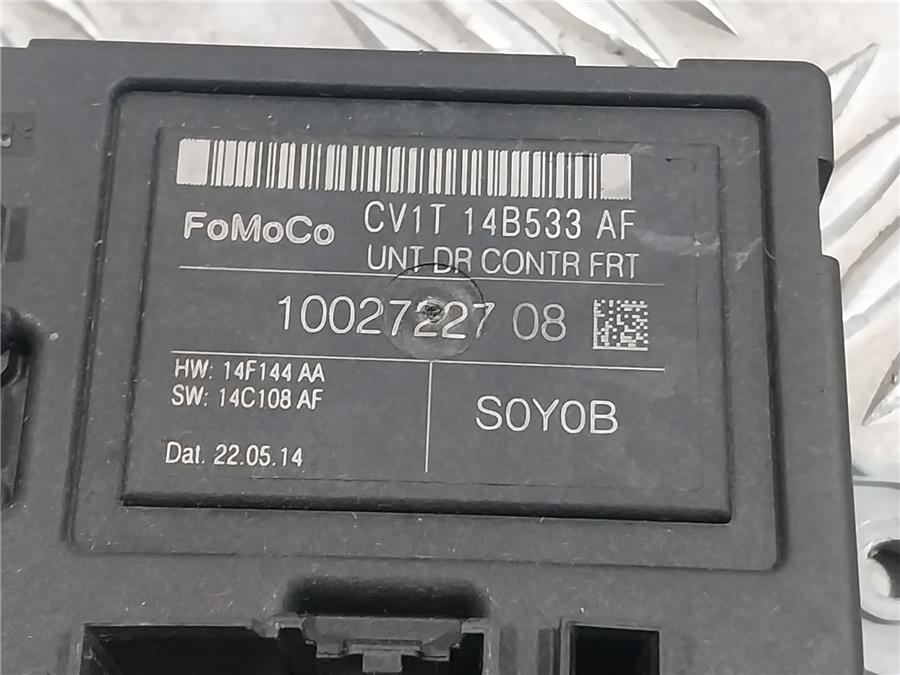 FoMoCo CV1T 14B533 AF
UNT DR CONTR FRT
10027227 08
HW: 14F144 AA
SW: 14C108 AF
S0Y0B
Dat. 22.05.14